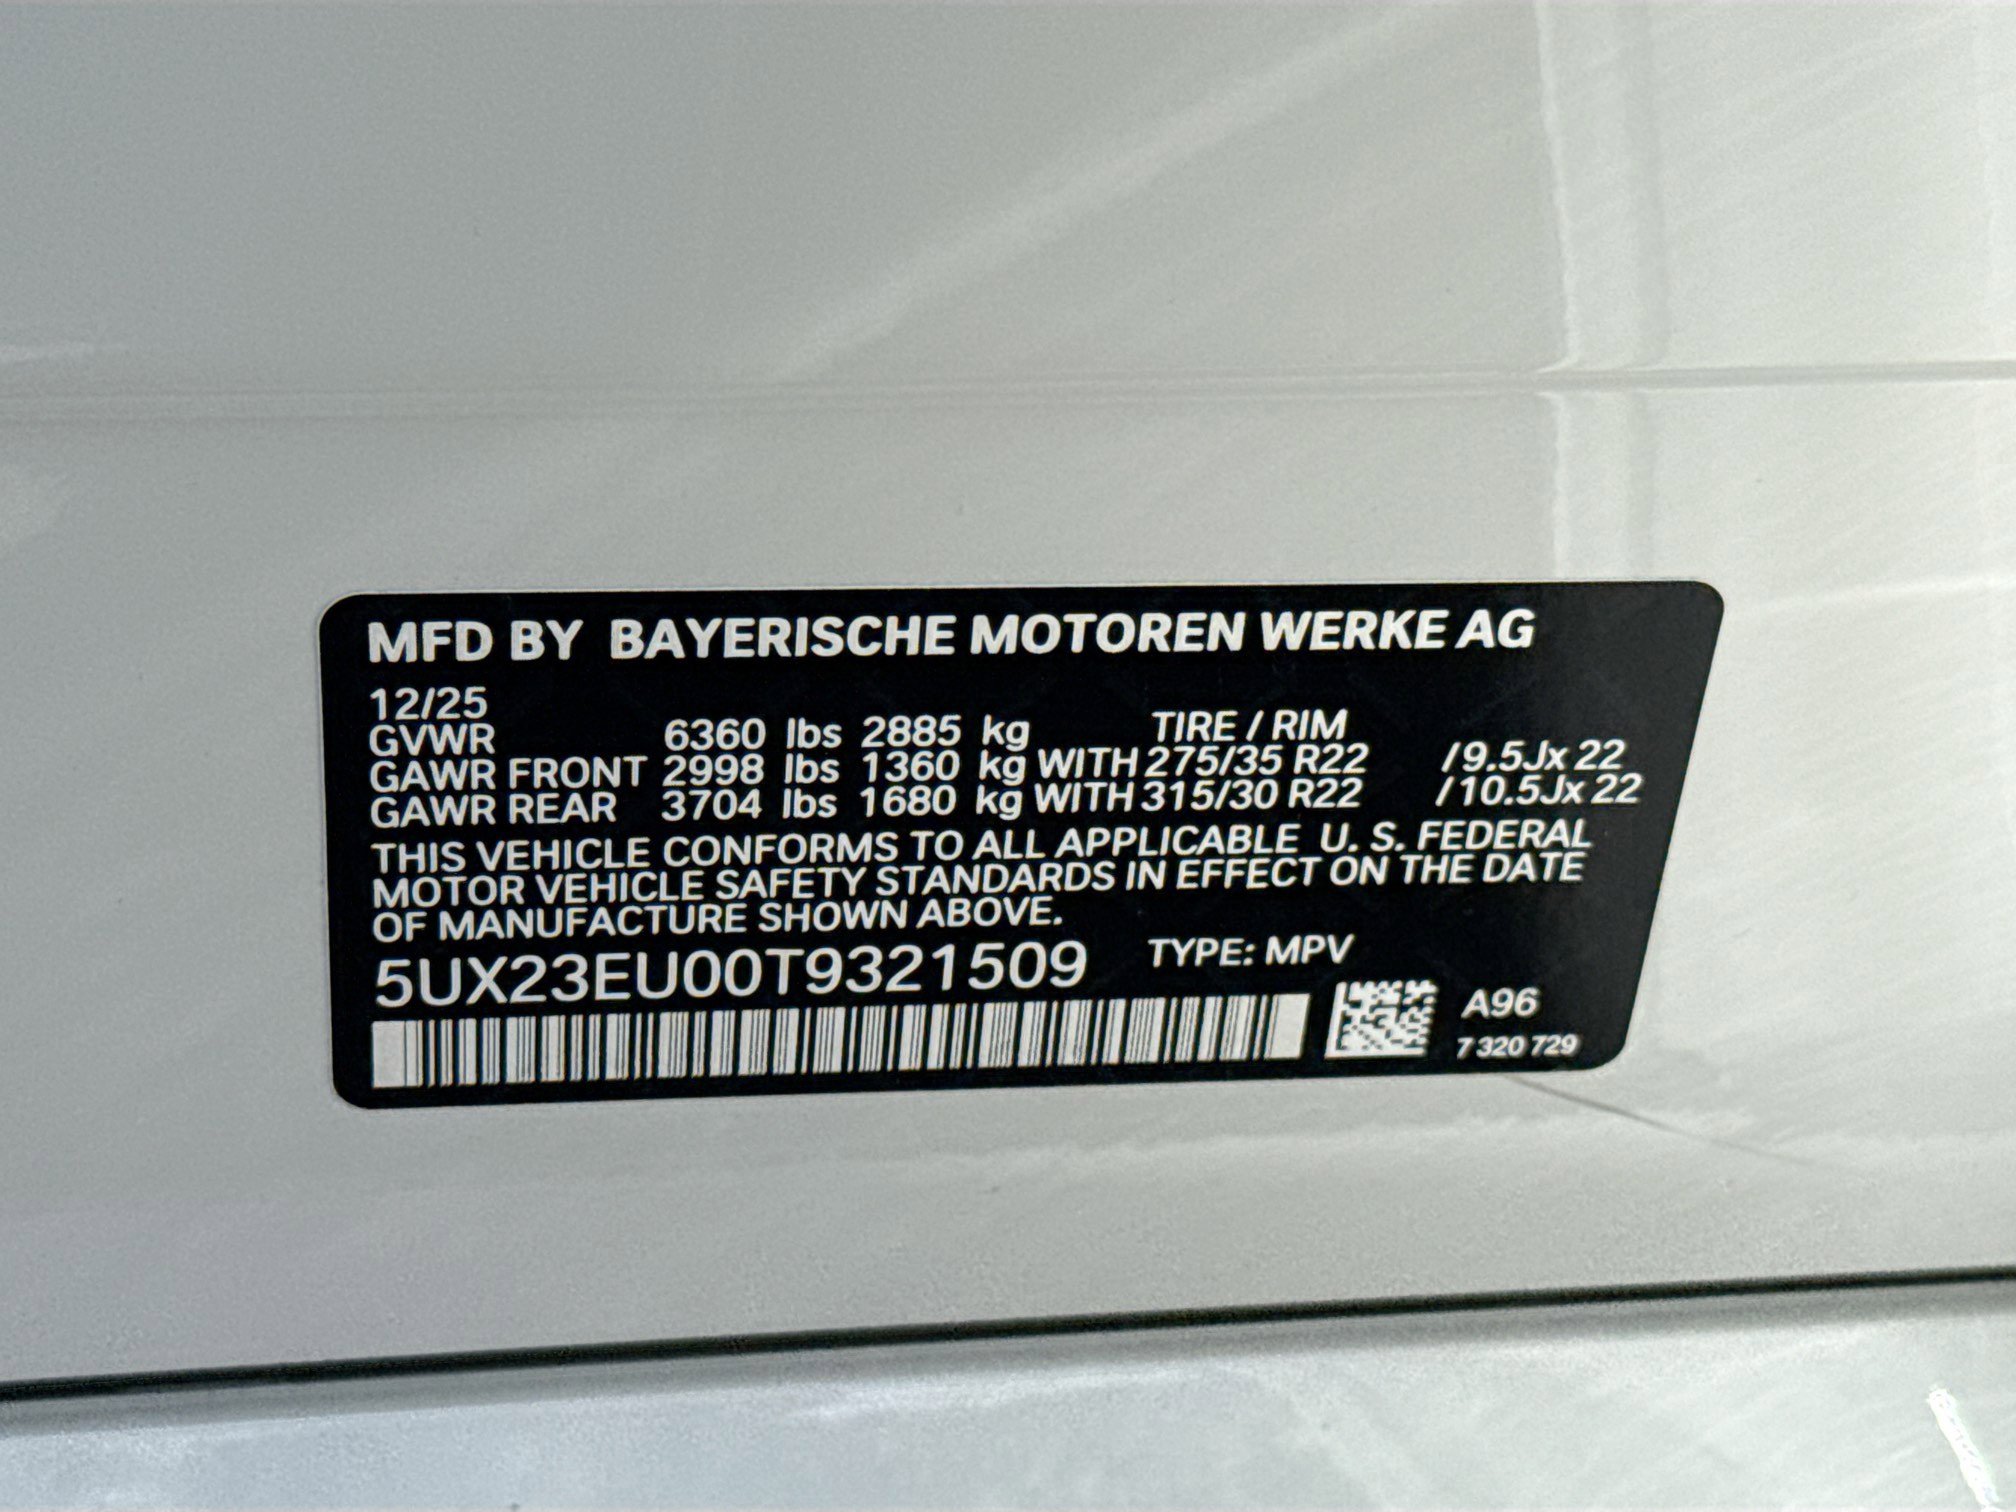 MFD BY BAYERISCHE MOTOREN WERKE AG
12/25
GVWR 6360 lbs 2885 kg TIRE / RIM
GAWR FRONT 2998 lbs 1360 kg WITH 275/35 R22 /9.5Jx 22
GAWR REAR 3704 lbs 1680 kg WITH 315/30 R22 /10.5Jx 22
THIS VEHICLE CONFORMS TO ALL APPLICABLE U. S. FEDERAL
MOTOR VEHICLE SAFETY STANDARDS IN EFFECT ON THE DATE
OF MANUFACTURE SHOWN ABOVE.
5UX23EU00T9321509 TYPE: MPV
A96
7 320 729